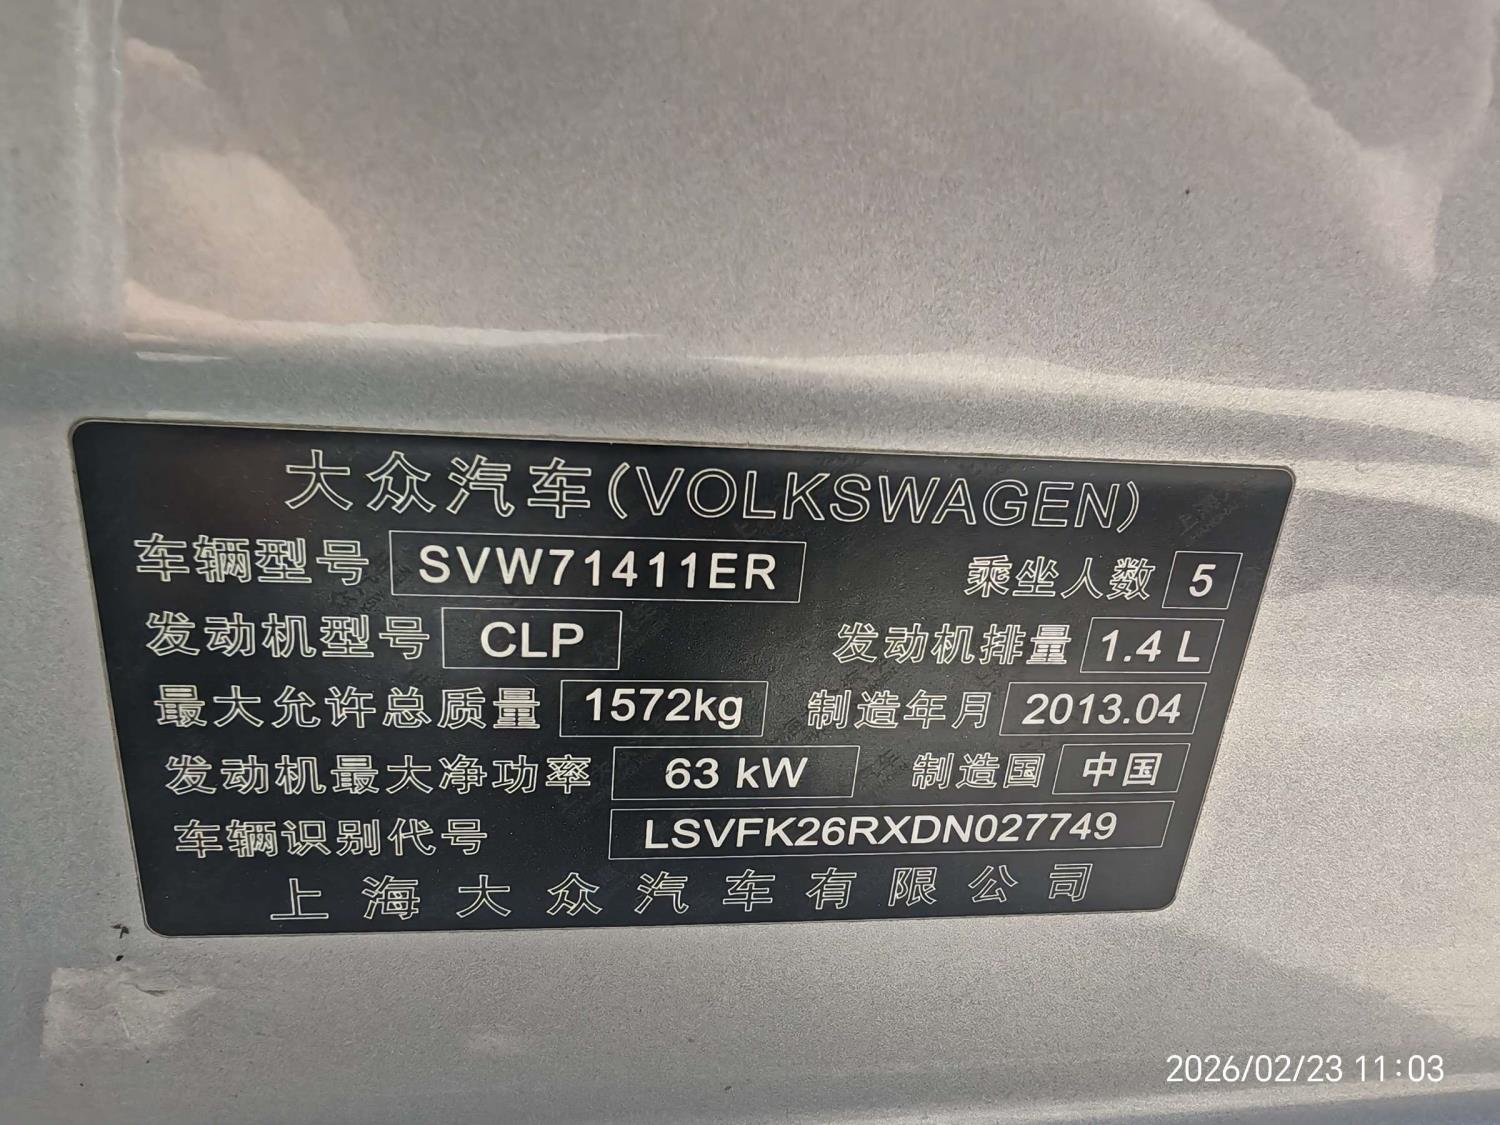 大众汽车(VOLKSWAGEN)
车辆型号 SVW71411ER 乘坐人数 5
发动机型号 CLP 发动机排量 1.4 L
最大允许总质量 1572kg 制造年月 2013.04
发动机最大净功率 63 kW 制造国 中国
车辆识别代号 LSVFK26RXDN027749
上海大众汽车有限公司
2026/02/23 11:03